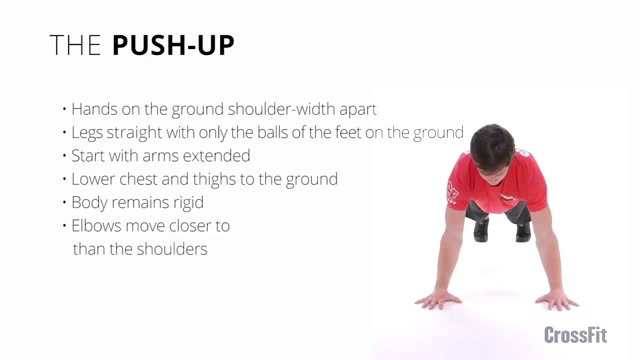 THE PUSH-UP
• Hands on the ground shoulder-width apart
• Legs straight with only the balls of the feet on the ground
• Start with arms extended
• Lower chest and thighs to the ground
• Body remains rigid
• Elbows move closer to
than the shoulders
CrossFit